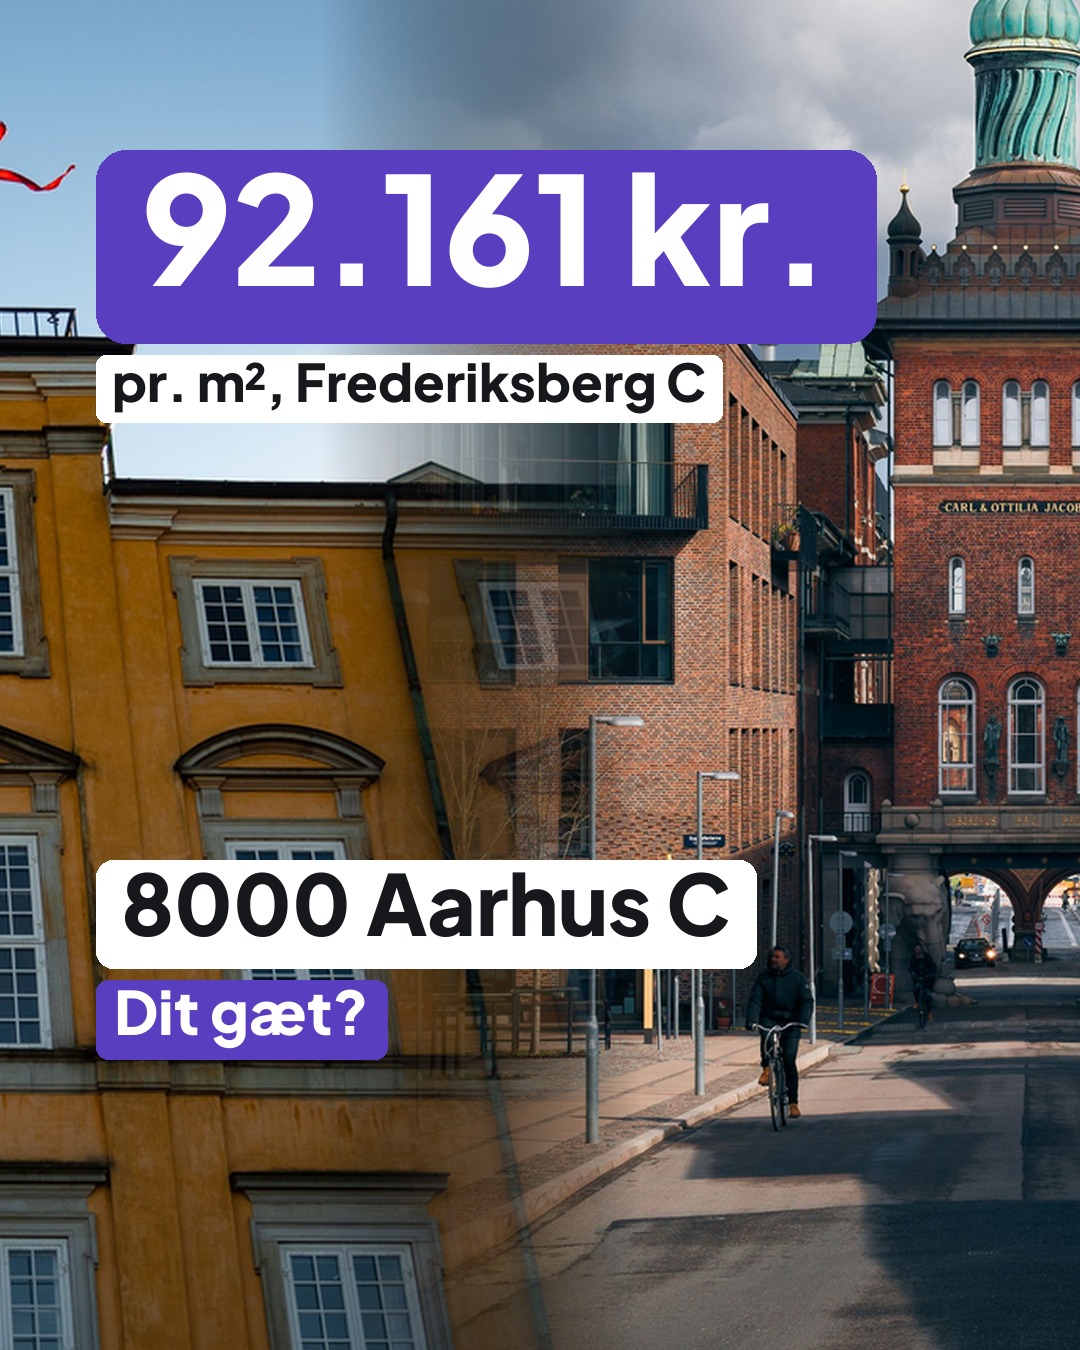 92.161 kr.
pr. m², Frederiksberg C
CARL & OTTILIA JACOB
8000 Aarhus C
Dit gæt?